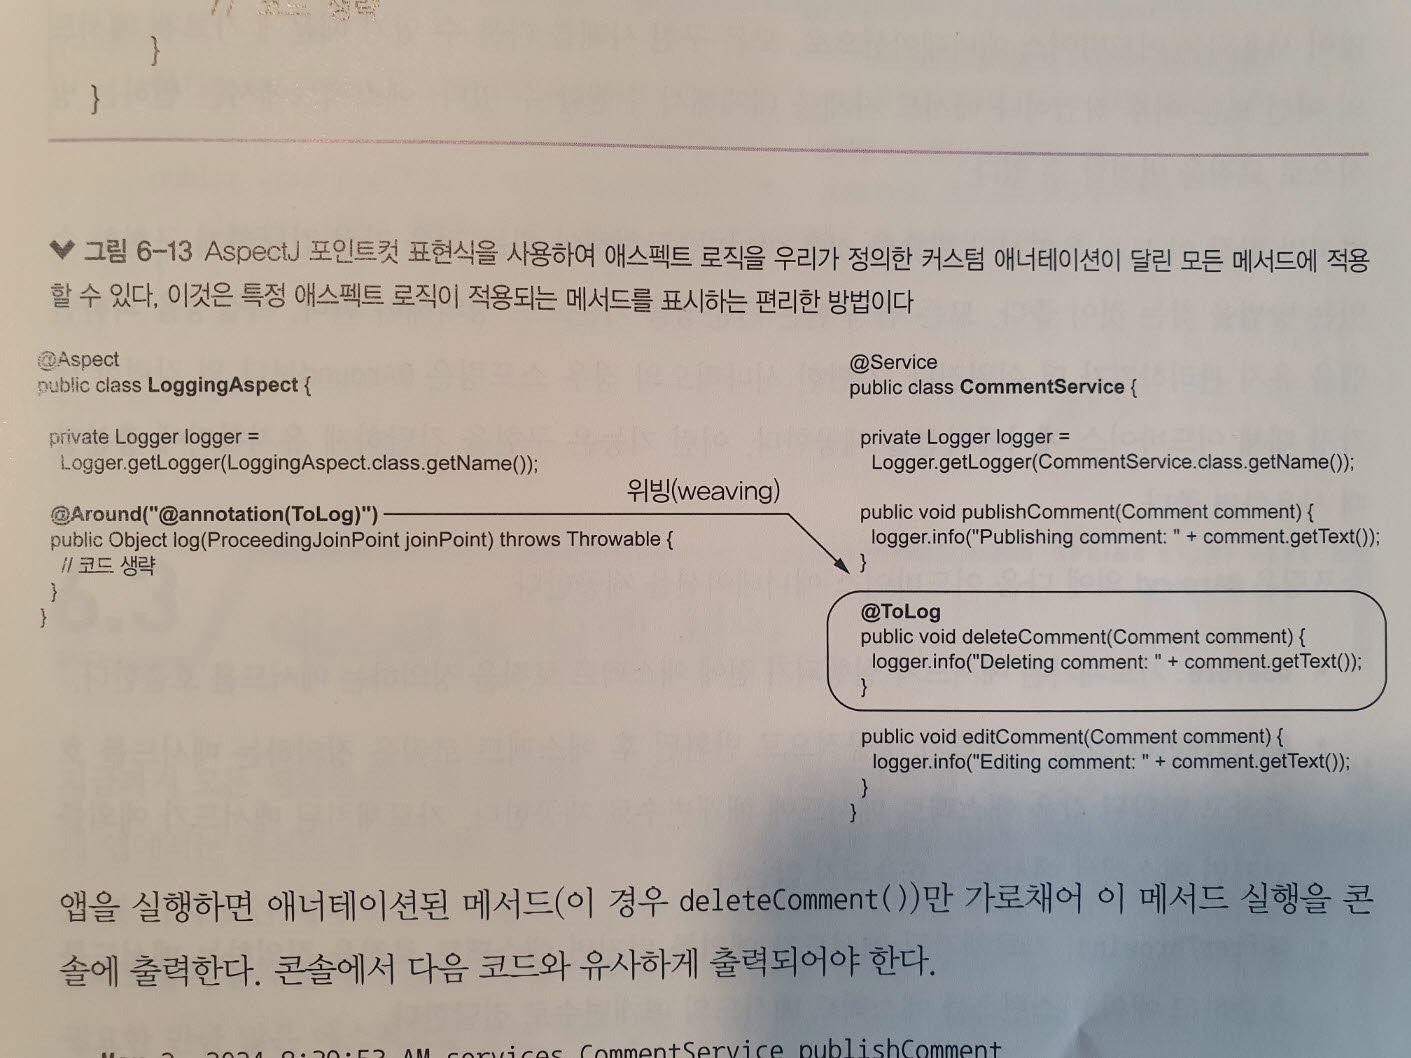 // 코드 생략
}
}
그림 6-13 AspectJ 포인트컷 표현식을 사용하여 애스펙트 로직을 우리가 정의한 커스텀 애너테이션이 달린 모든 메서드에 적용
할 수 있다. 이것은 특정 애스펙트 로직이 적용되는 메서드를 표시하는 편리한 방법이다
@Aspect
public class LoggingAspect {
private Logger logger =
Logger.getLogger(LoggingAspect.class.getName());
@Around("@annotation(ToLog)")
public Object log(ProceedingJoinPoint joinPoint) throws Throwable {
// 코드 생략
}
}
위빙(weaving)
@Service
public class CommentService {
private Logger logger =
Logger.getLogger(CommentService.class.getName());
public void publishComment(Comment comment) {
logger.info("Publishing comment: " + comment.getText());
}
@ToLog
public void deleteComment(Comment comment) {
logger.info("Deleting comment: " + comment.getText());
}
public void editComment(Comment comment) {
logger.info("Editing comment: " + comment.getText());
}
}
앱을 실행하면 애너테이션된 메서드(이 경우 deleteComment())만 가로채어 이 메서드 실행을 콘
솔에 출력한다. 콘솔에서 다음 코드와 유사하게 출력되어야 한다.
AM services.CommentService publishComment